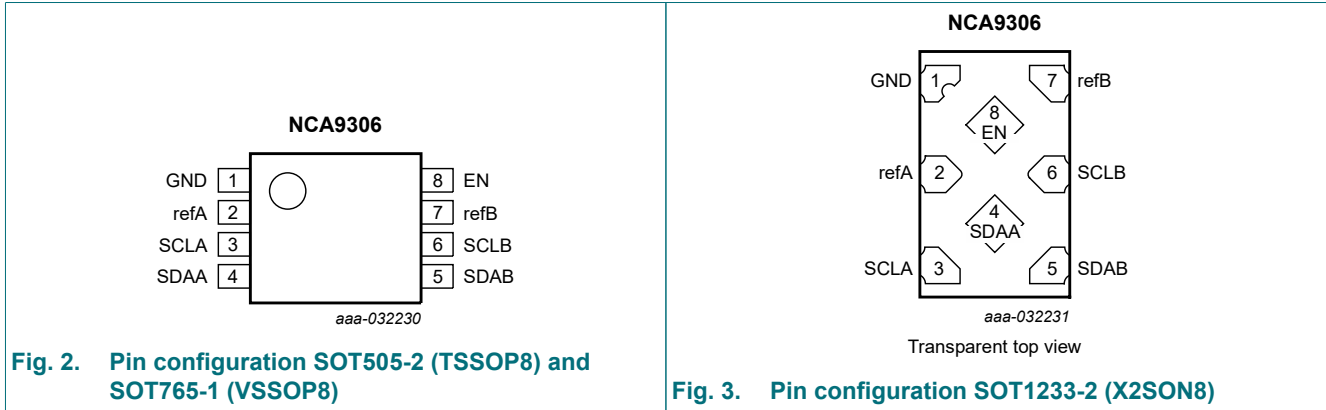 NCA9306
GND 1 8 EN
refA 2 7 refB
SCLA 3 6 SCLB
SDAA 4 5 SDAB
aaa-032230
Fig. 2. Pin configuration SOT505-2 (TSSOP8) and
SOT765-1 (VSSOP8)
NCA9306
GND 1 7 refB
8
EN
refA 2 6 SCLB
4
SDAA
SCLA 3 5 SDAB
aaa-032231
Transparent top view
Fig. 3. Pin configuration SOT1233-2 (X2SON8)